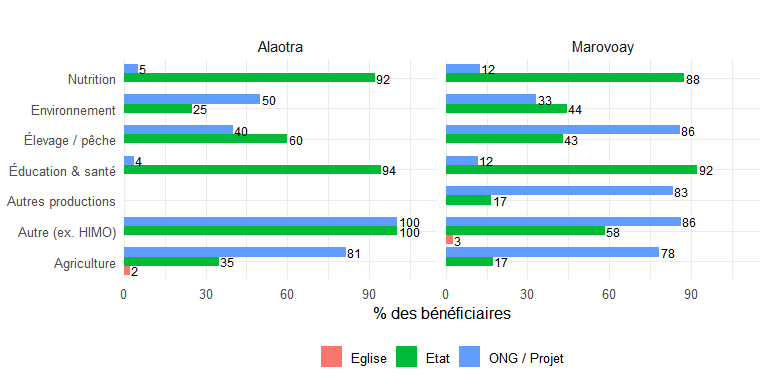 Alaotra Marovoay
Nutrition 5 92 12 88
Environnement 50 25 33 44
Élevage / pêche 40 60 86 43
Éducation & santé 4 94 12 92
Autres productions 83 17
Autre (ex. HIMO) 100 100 86 58 3
Agriculture 81 35 2 78 17
0 30 60 90 0 30 60 90
% des bénéficiaires
Eglise Etat ONG / Projet